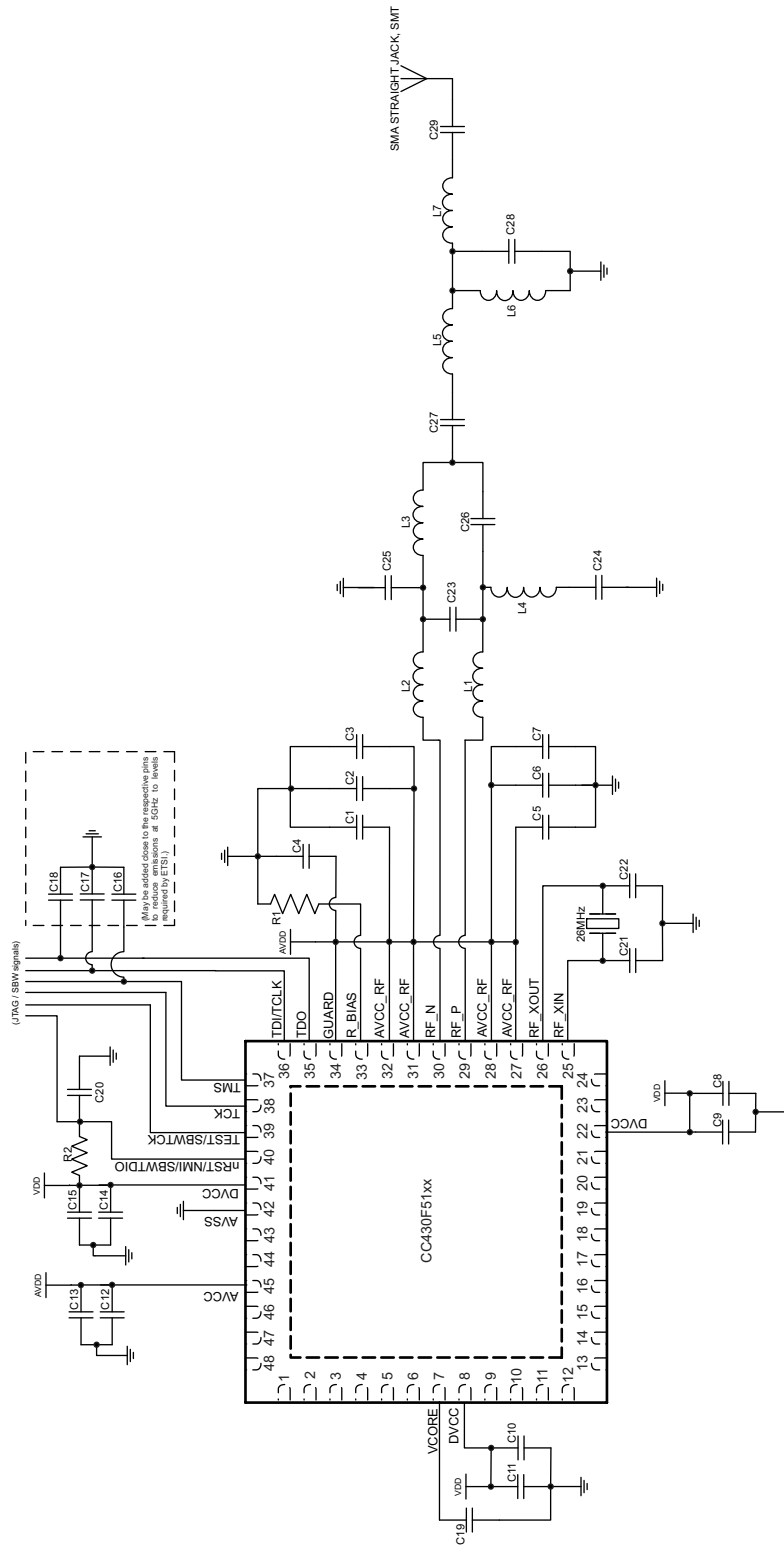 SMA STRAIGHT JACK, SMT
C29
L7
C28
L6
L5
C27
L3
C26
C25
C23
L4
C24
L2
L1
(May be added close to the respective pins
to reduce emissions at 5GHz to levels
required by ETSI.)
C18
C17
C16
(JTAG / SBW signals)
C3
C2
C1
C4
R1
AVDD
C7
C6
C5
C22
26MHz
C21
TDI/TCLK
TDO
GUARD
R_BIAS
AVCC_RF
AVCC_RF
RF_N
RF_P
AVCC_RF
AVCC_RF
RF_XOUT
RF_XIN
36
35
34
33
32
31
30
29
28
27
26
25
C20
R2
VDD
C15
C14
AVDD
C13
C12
TMS
TCK
TEST/SBWTCK
nRST/NMI/SBWTDIO
DVCC
AVSS
AVCC
37
38
39
40
41
42
43
44
45
46
47
48
CC430F51xx
24
23
22
21
20
19
18
17
16
15
14
13
DVCC
VDD
C8
C9
1
2
3
4
5
6
7
8
9
10
11
12
VCORE
DVCC
VDD
C10
C11
C19